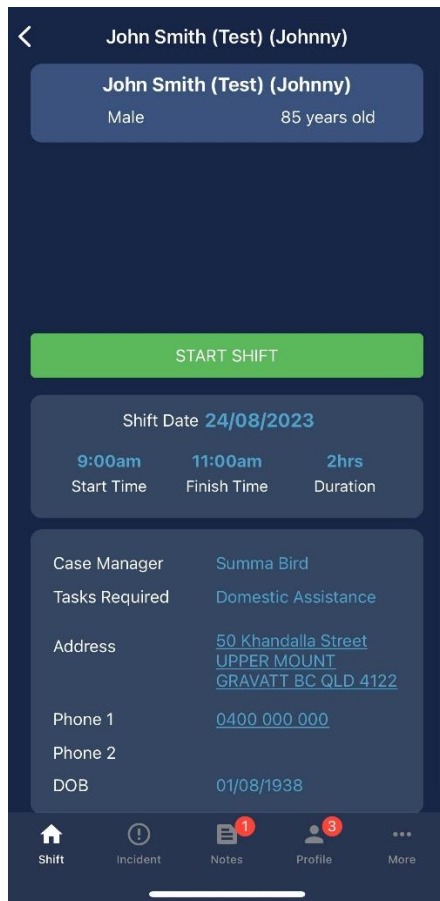 John Smith (Test) (Johnny)
John Smith (Test) (Johnny)
Male 85 years old
START SHIFT
Shift Date 24/08/2023
9:00am 11:00am 2hrs
Start Time Finish Time Duration
Case Manager Summa Bird
Tasks Required Domestic Assistance
Address 50 Khandalla Street
UPPER MOUNT
GRAVATT BC QLD 4122
Phone 1 0400 000 000
Phone 2
DOB 01/08/1938
1 3
Shift Incident Notes Profile More